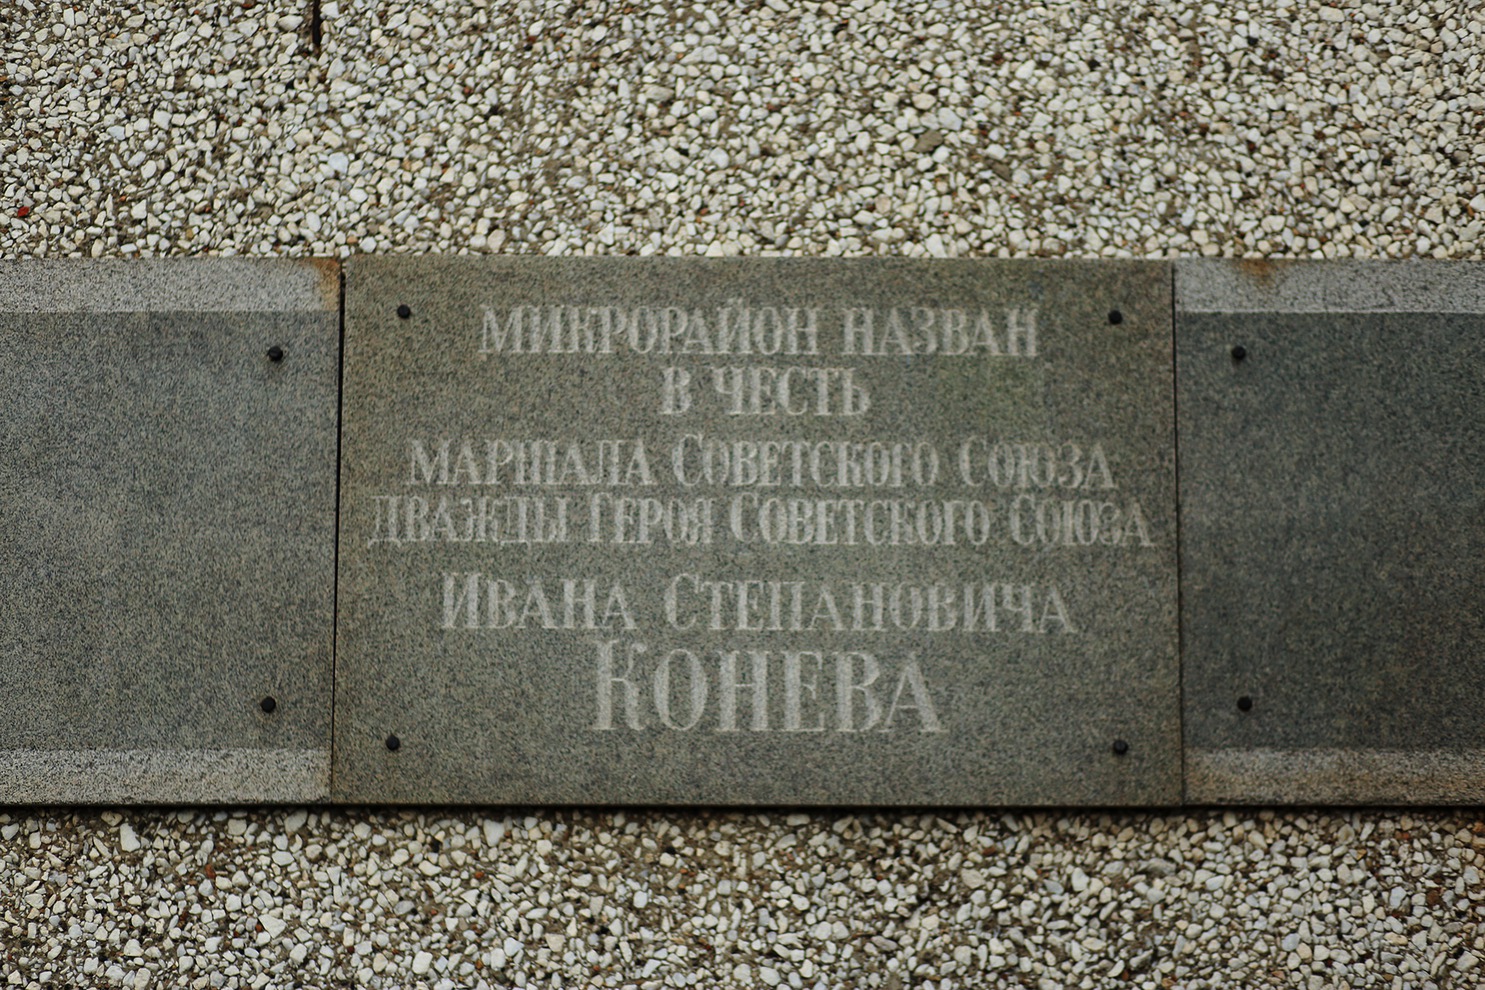 Микрорайон назван
в честь
маршала Советского Союза
дважды Героя Советского Союза
Ивана Степановича
Конева